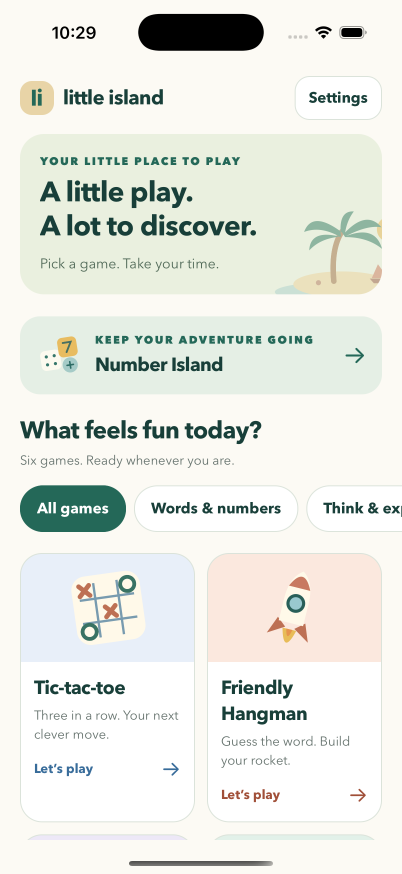 10:29
li little island
Settings
YOUR LITTLE PLACE TO PLAY
A little play.
A lot to discover.
Pick a game. Take your time.
7
KEEP YOUR ADVENTURE GOING
Number Island
What feels fun today?
Six games. Ready whenever you are.
All games
Words & numbers
Think & exp
Tic-tac-toe
Three in a row. Your next
clever move.
Let's play
Friendly
Hangman
Guess the word. Build
your rocket.
Let's play